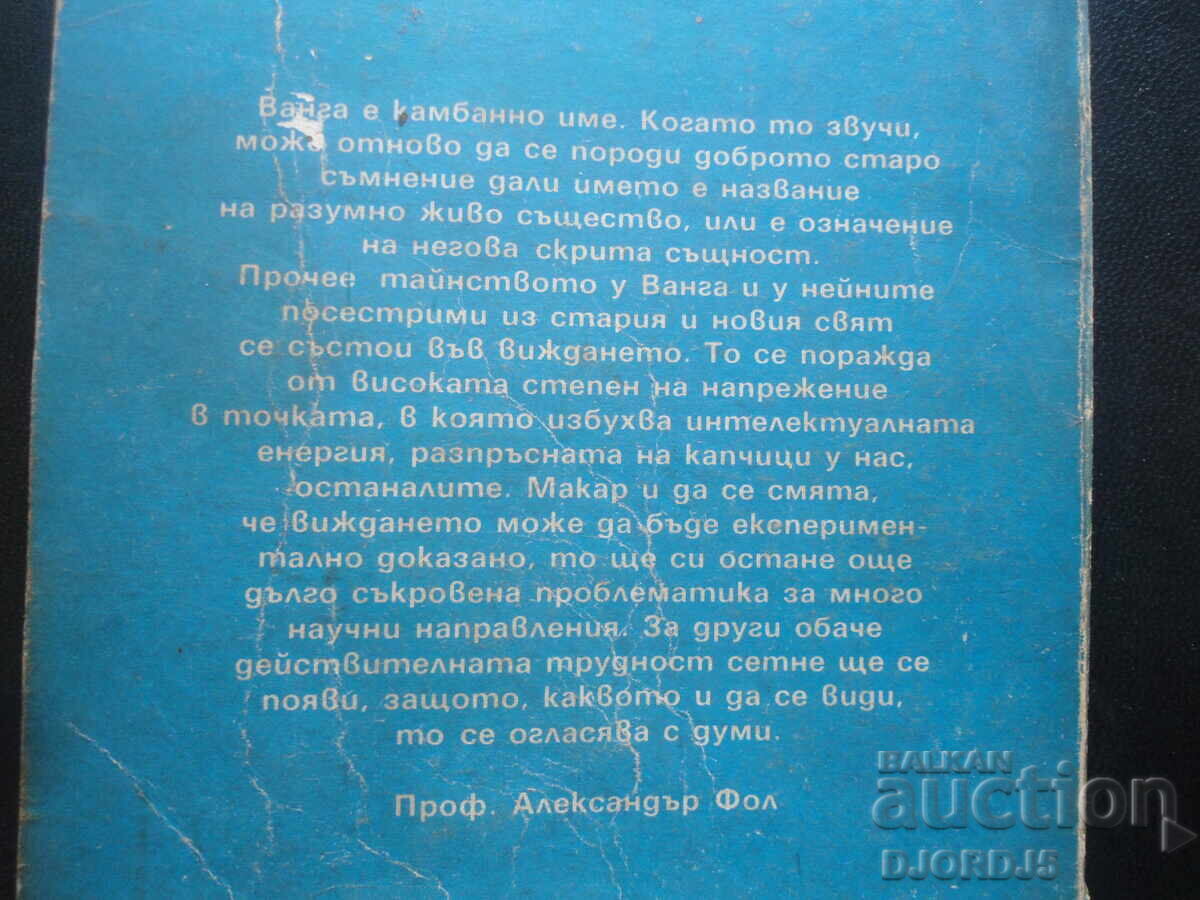 Ванга е камбанно име. Когато то звучи,
може отново да се породи доброто старо
съмнение дали името е название
на разумно живо същество, или е означение
на негова скрита същност.
Прочее тайнството у Ванга и у нейните
посестрими из стария и новия свят
се състои във виждането. То се поражда
от високата степен на напрежение
в точката, в която избухва интелектуалната
енергия, разпръсната на капчици у нас,
останалите. Макар и да се смята,
че виждането може да бъде експеримен-
тално доказано, то ще си остане още
дълго съкровена проблематика за много
научни направления. За други обаче
действителната трудност сетне ще се
появи, защото, каквото и да се види,
то се огласява с думи.
Проф. Александър Фол
BALKAN
auction
DJORDJ5